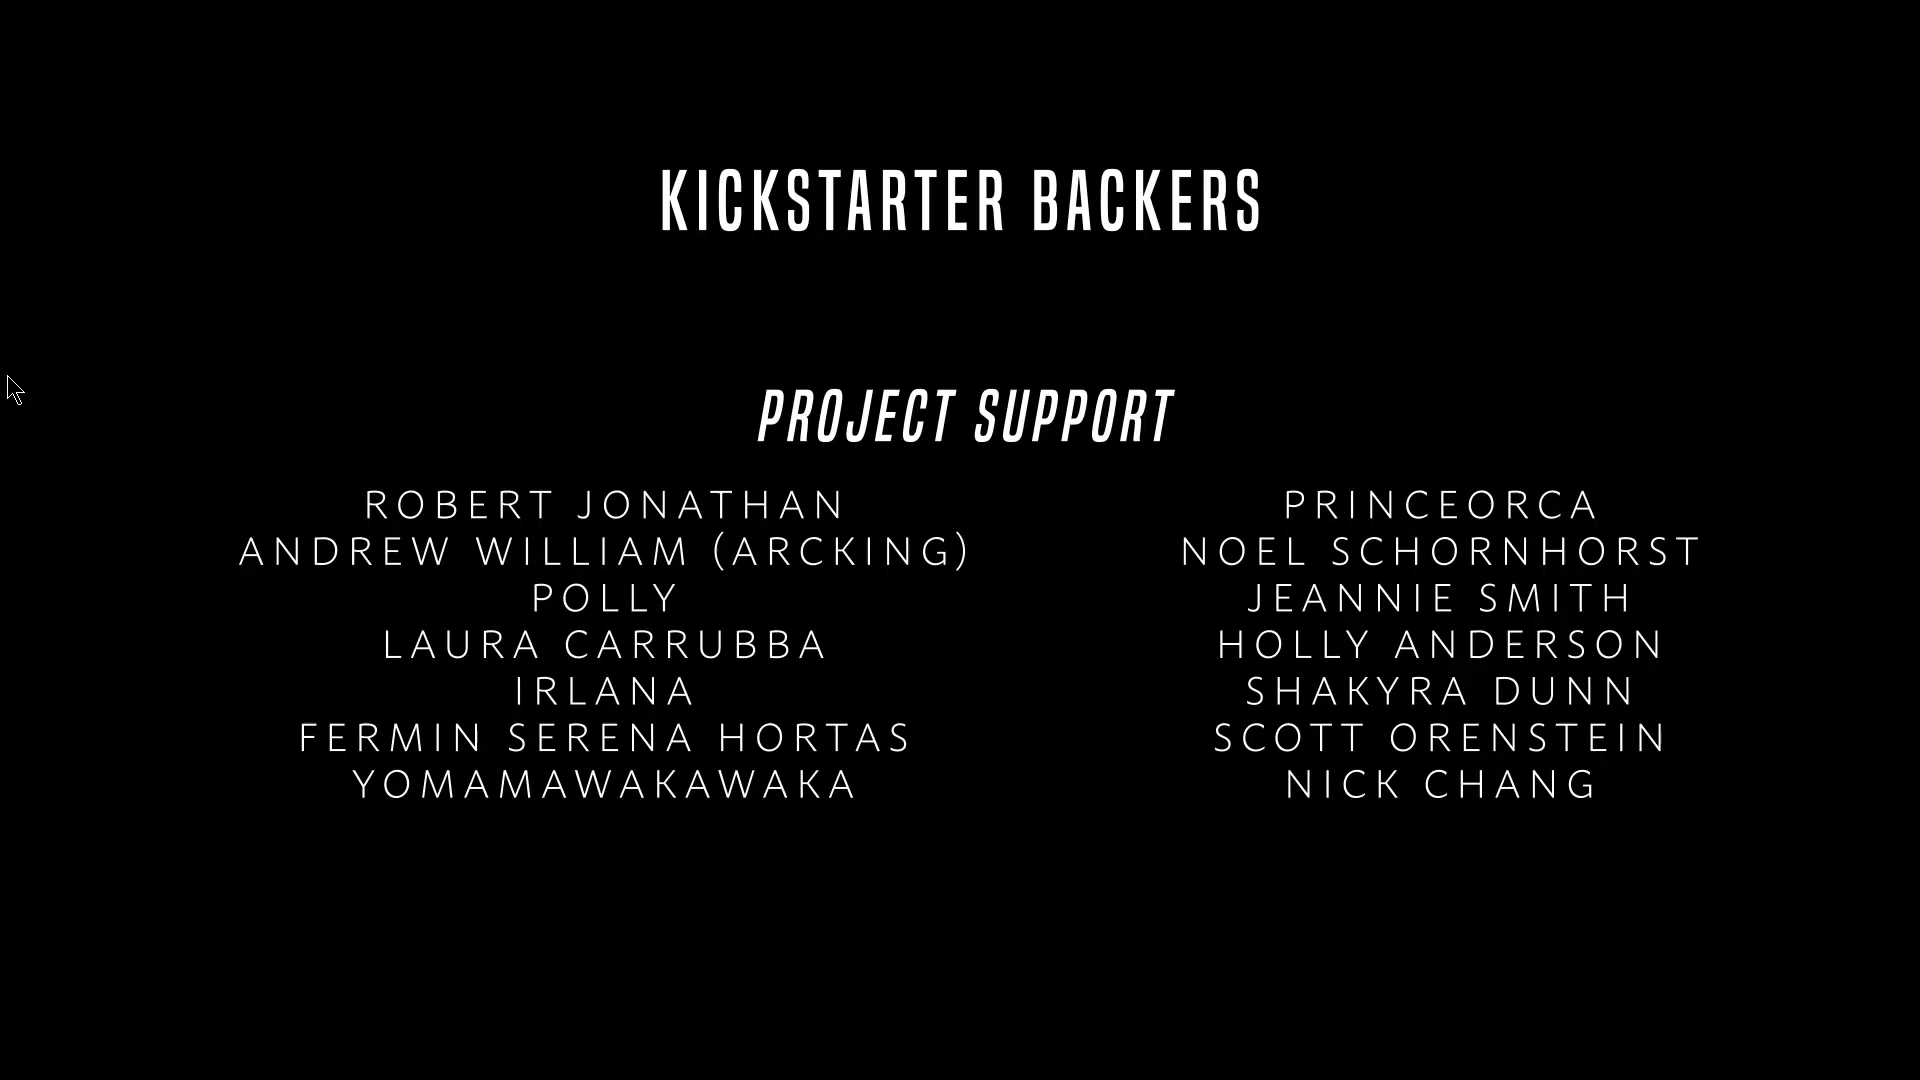 KICKSTARTER BACKERS
PROJECT SUPPORT
ROBERT JONATHAN
ANDREW WILLIAM (ARCKING)
POLLY
LAURA CARRUBBA
IRLANA
FERMIN SERENA HORTAS
YOMAMAWAKAWAKA
PRINCEORCA
NOEL SCHORNHORST
JEANNIE SMITH
HOLLY ANDERSON
SHAKYRA DUNN
SCOTT ORENSTEIN
NICK CHANG